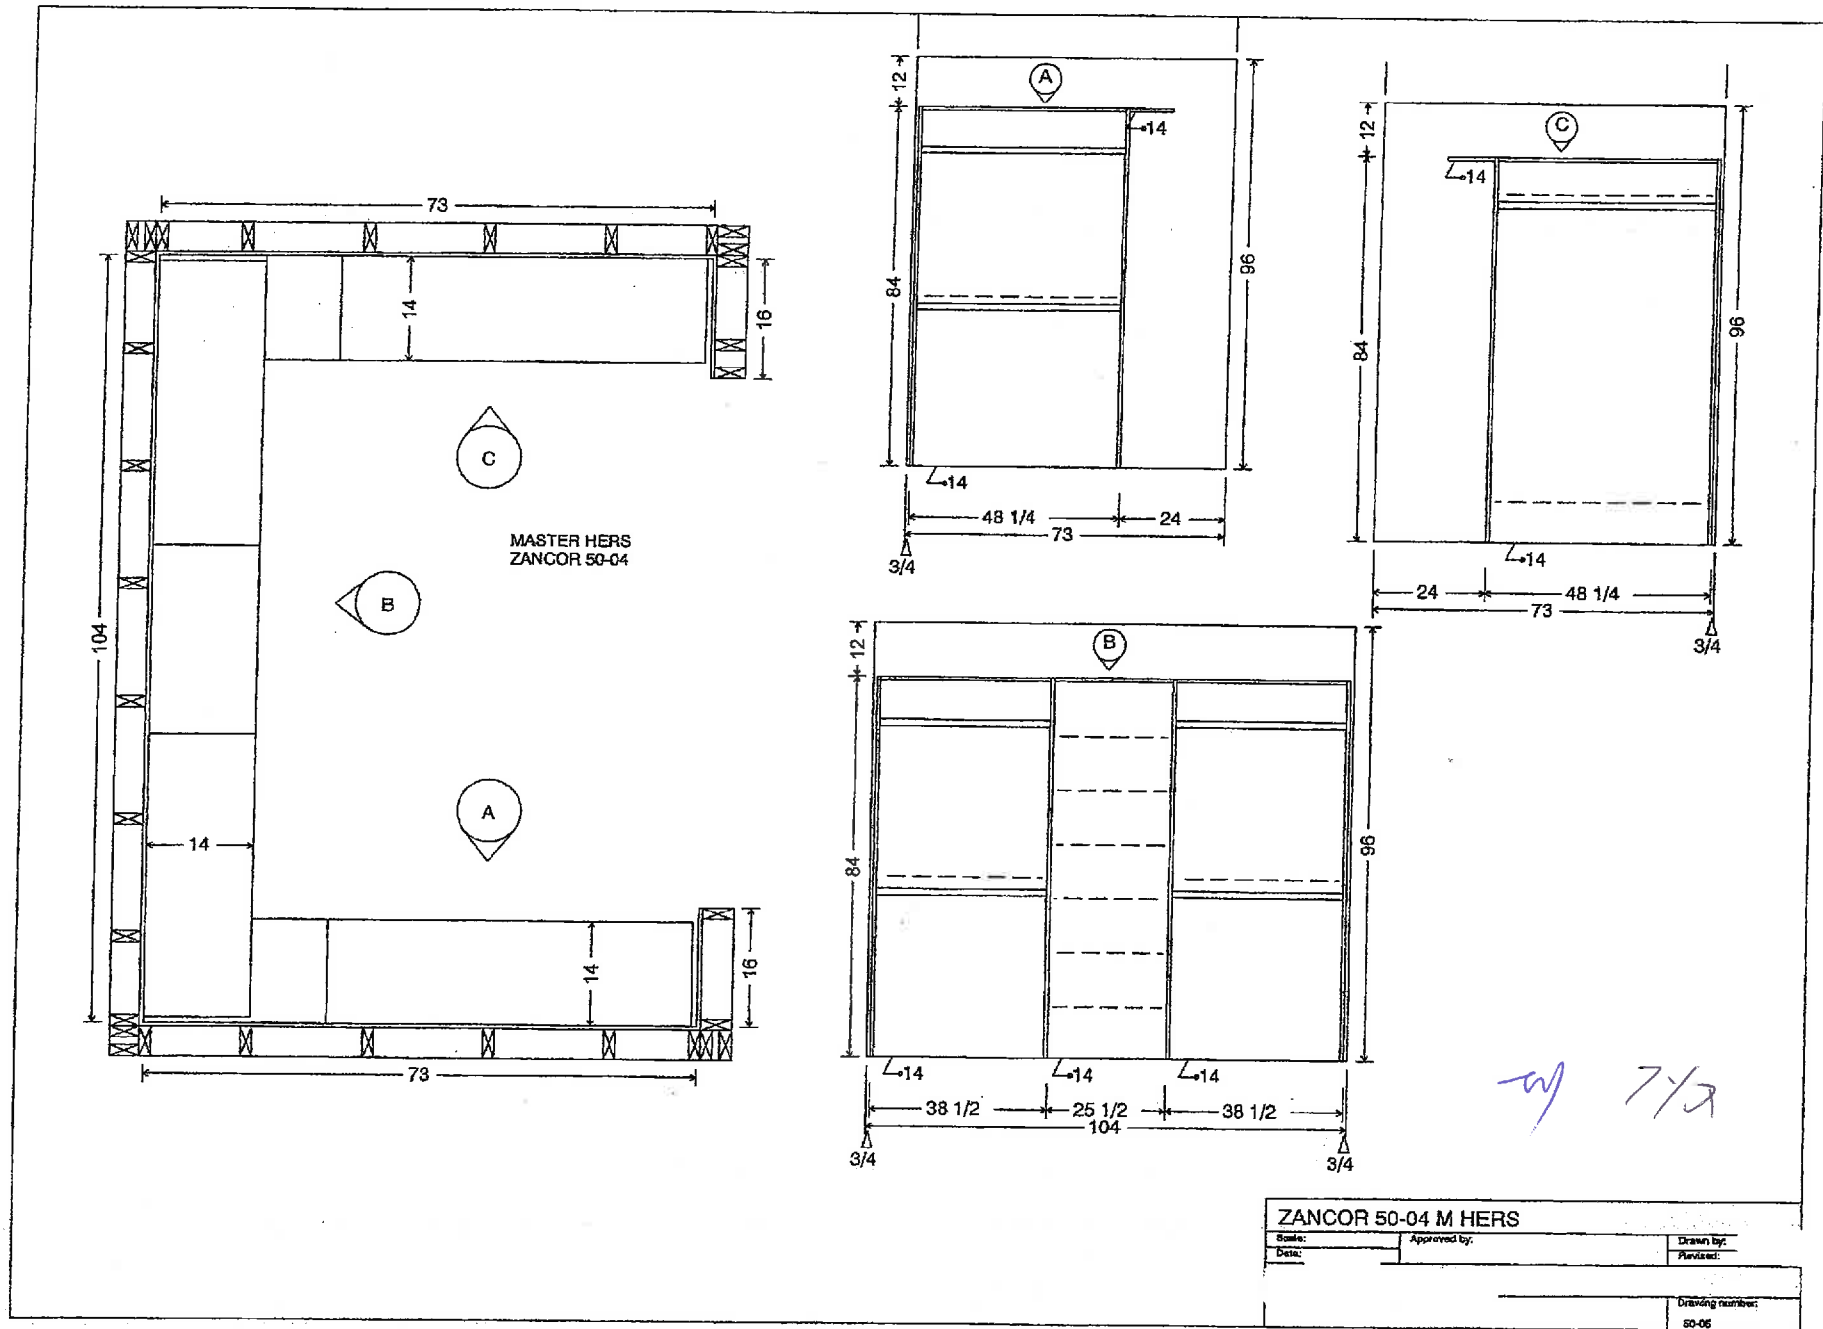 73
14
16
C
MASTER HERS
ZANCOR 50-04
B
104
A
14
14
16
73
12
A
14
84
96
14
48 1/4
24
73
3/4
12
C
14
84
96
14
24
48 1/4
73
3/4
12
B
84
96
14
14
14
38 1/2
25 1/2
38 1/2
104
3/4
3/4
ZANCOR 50-04 M HERS
Scale:
Approved by:
Drawn by:
Date:
Revised:
Drawing number:
50-05